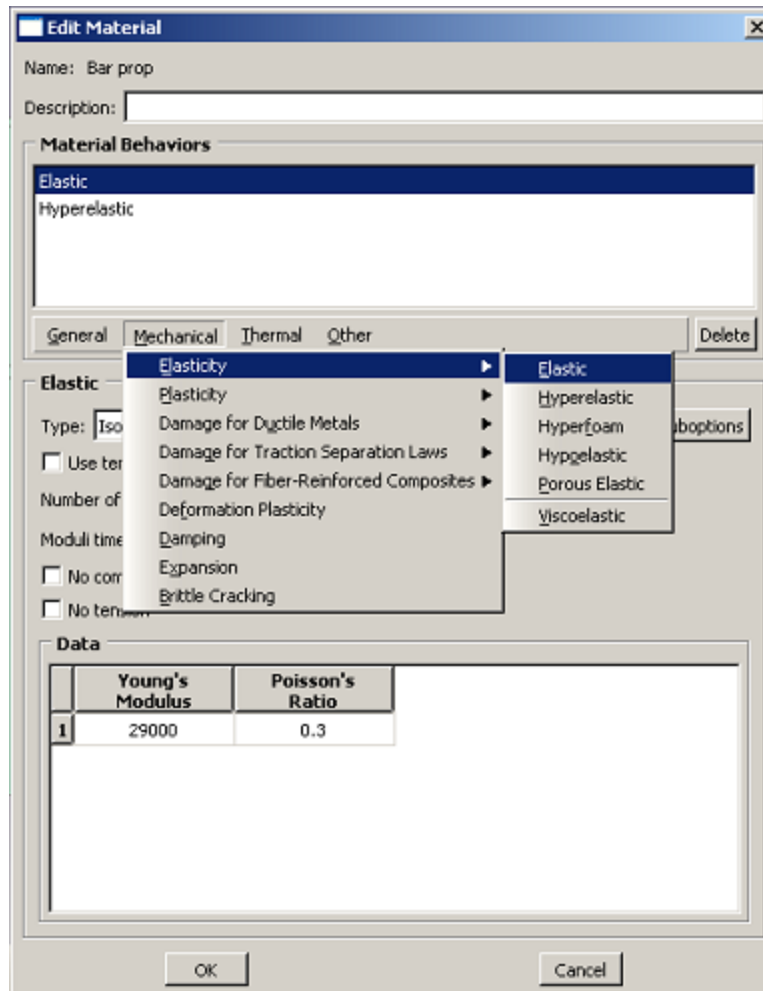 Edit Material
Name: Bar prop
Description:
Material Behaviors
Elastic
Hyperelastic
General Mechanical Thermal Other Delete
Elasticity
Plasticity
Damage for Ductile Metals
Damage for Traction Separation Laws
Damage for Fiber-Reinforced Composites
Deformation Plasticity
Damping
Expansion
Brittle Cracking
Elastic
Hyperelastic
Hyperfoam
Hypoelastic
Porous Elastic
Viscoelastic
Elastic
Type: Iso
uboptions
Use ter
Number of
Moduli time
No com
No tension
Data
Young's Poisson's
Modulus Ratio
1 29000 0.3
OK Cancel